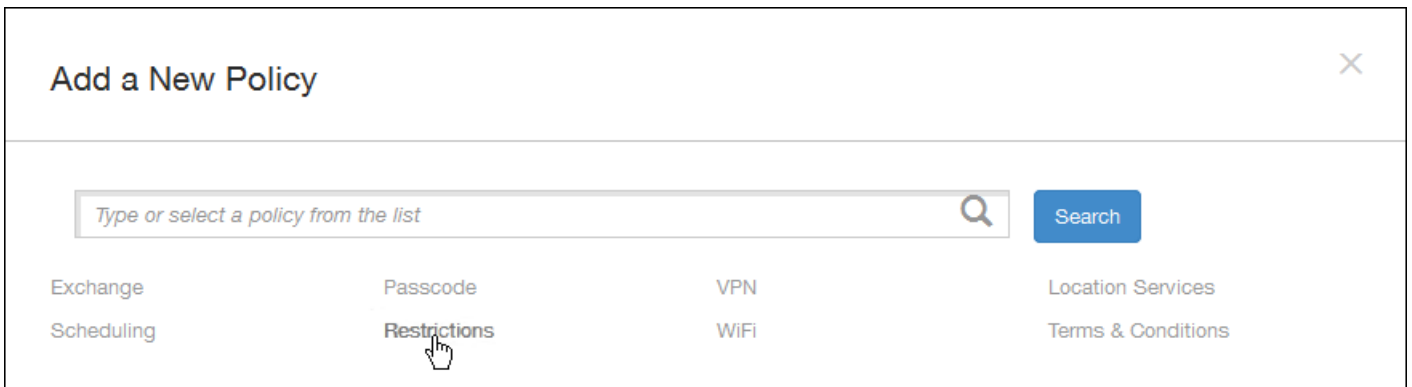 Add a New Policy
Type or select a policy from the list
Search
Exchange Passcode VPN Location Services
Scheduling Restrictions WiFi Terms & Conditions